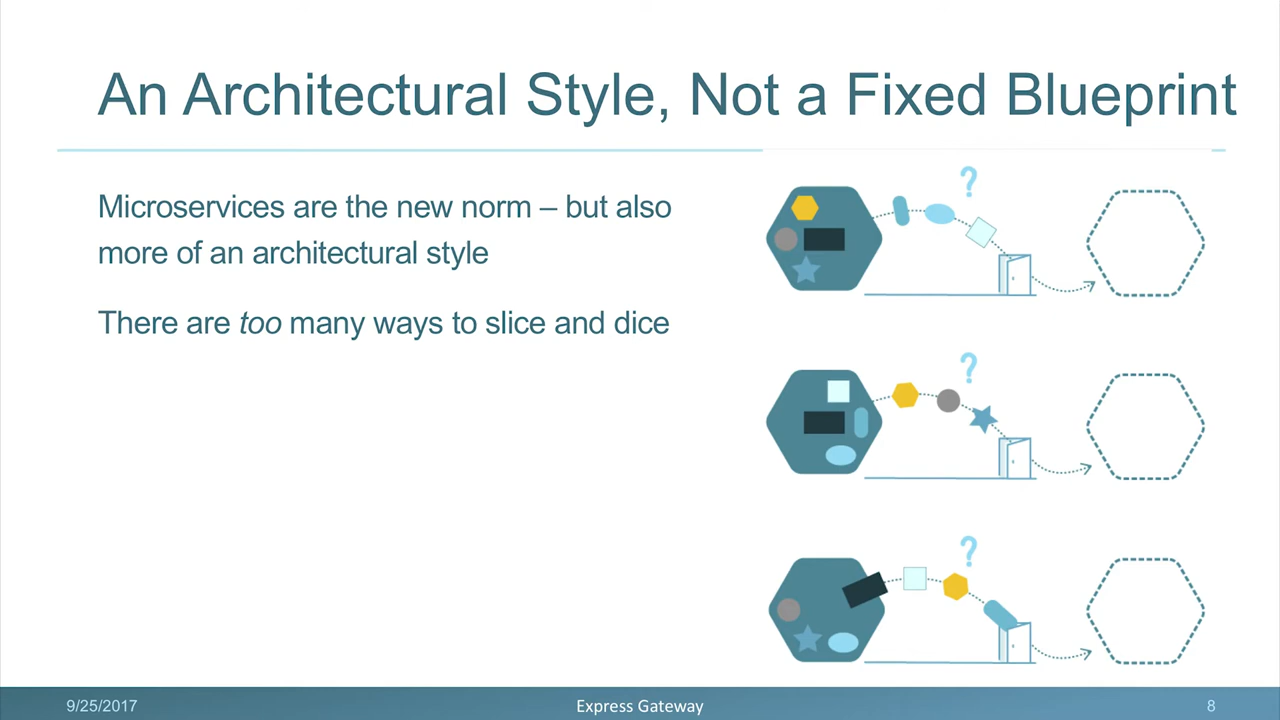 An Architectural Style, Not a Fixed Blueprint
Microservices are the new norm – but also
more of an architectural style
There are too many ways to slice and dice
?
?
?
9/25/2017
Express Gateway
8